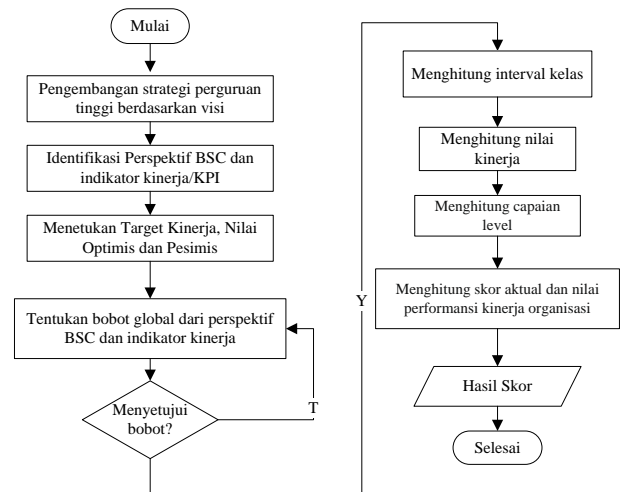 Mulai
Pengembangan strategi perguruan
tinggi berdasarkan visi
Identifikasi Perspektif BSC dan
indikator kinerja/KPI
Menetukan Target Kinerja, Nilai
Optimis dan Pesimis
Tentukan bobot global dari perspektif
BSC dan indikator kinerja
Menyetujui
bobot?
T
Y
Menghitung interval kelas
Menghitung nilai
kinerja
Menghitung capaian
level
Menghitung skor aktual dan nilai
performansi kinerja organisasi
Hasil Skor
Selesai